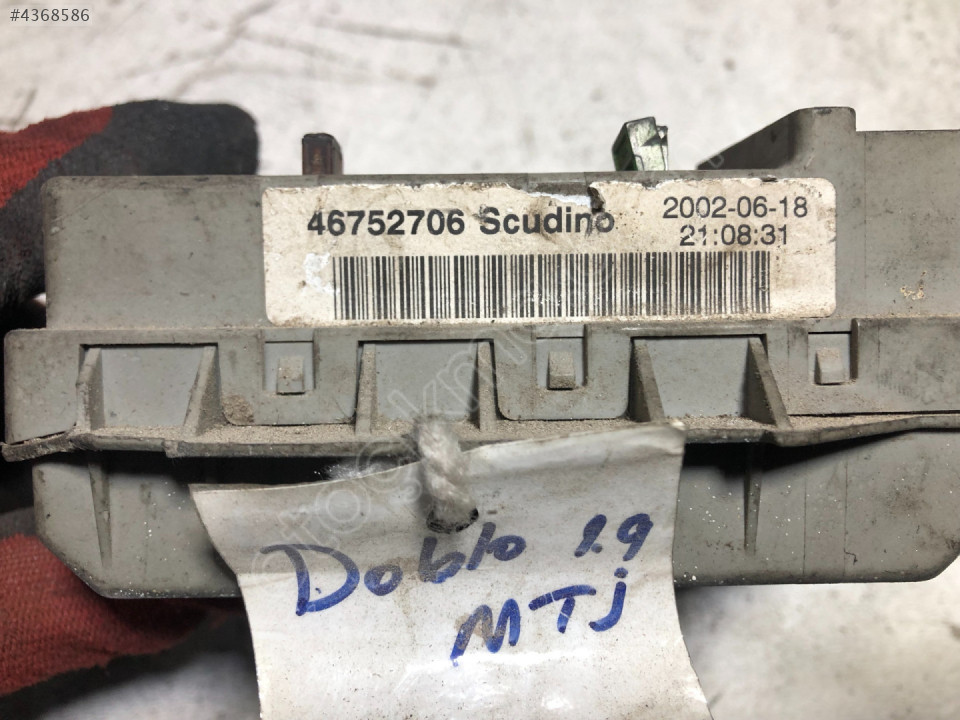 #4368586
46752706 Scudino
2002-06-18
21:08:31
Doblo 1.9
MTJ